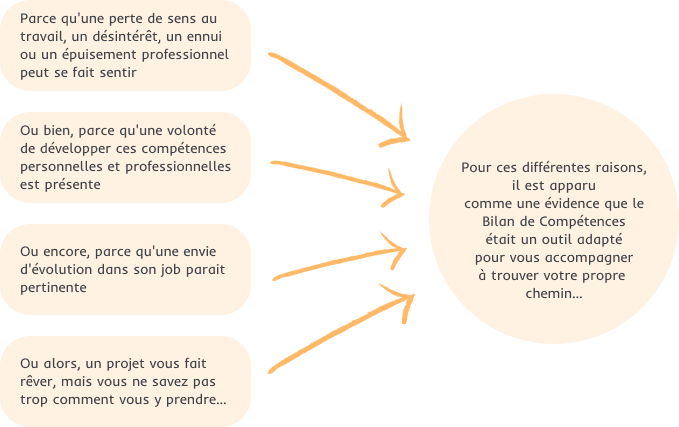 Parce qu'une perte de sens au
travail, un désintérêt, un ennui
ou un épuisement professionnel
peut se fait sentir
Ou bien, parce qu'une volonté
de développer ces compétences
personnelles et professionnelles
est présente
Ou encore, parce qu'une envie
d'évolution dans son job parait
pertinente
Ou alors, un projet vous fait
rêver, mais vous ne savez pas
trop comment vous y prendre...
Pour ces différentes raisons,
il est apparu
comme une évidence que le
Bilan de Compétences
était un outil adapté
pour vous accompagner
à trouver votre propre
chemin...